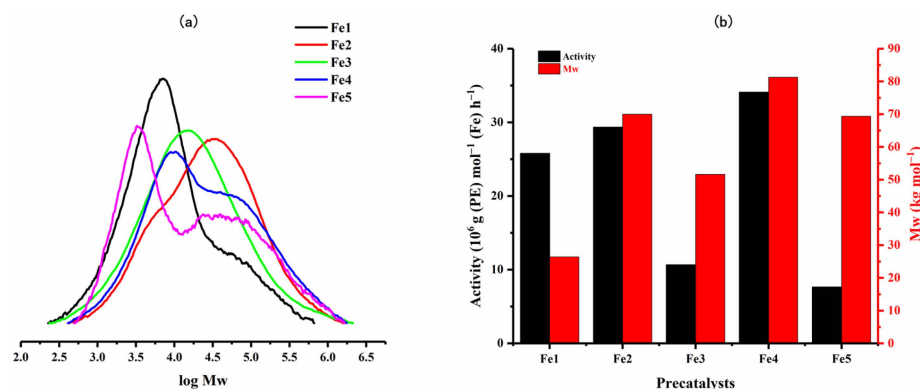 (a)
Fe1
Fe2
Fe3
Fe4
Fe5
2.0 2.5 3.0 3.5 4.0 4.5 5.0 5.5 6.0 6.5
log Mw
(b)
Activity
Mw
40
30
20
10
0
Activity (10⁶ g (PE) mol⁻¹ (Fe) h⁻¹)
90
80
70
60
50
40
30
20
10
0
Mw (kg mol⁻¹)
Fe1 Fe2 Fe3 Fe4 Fe5
Precatalysts